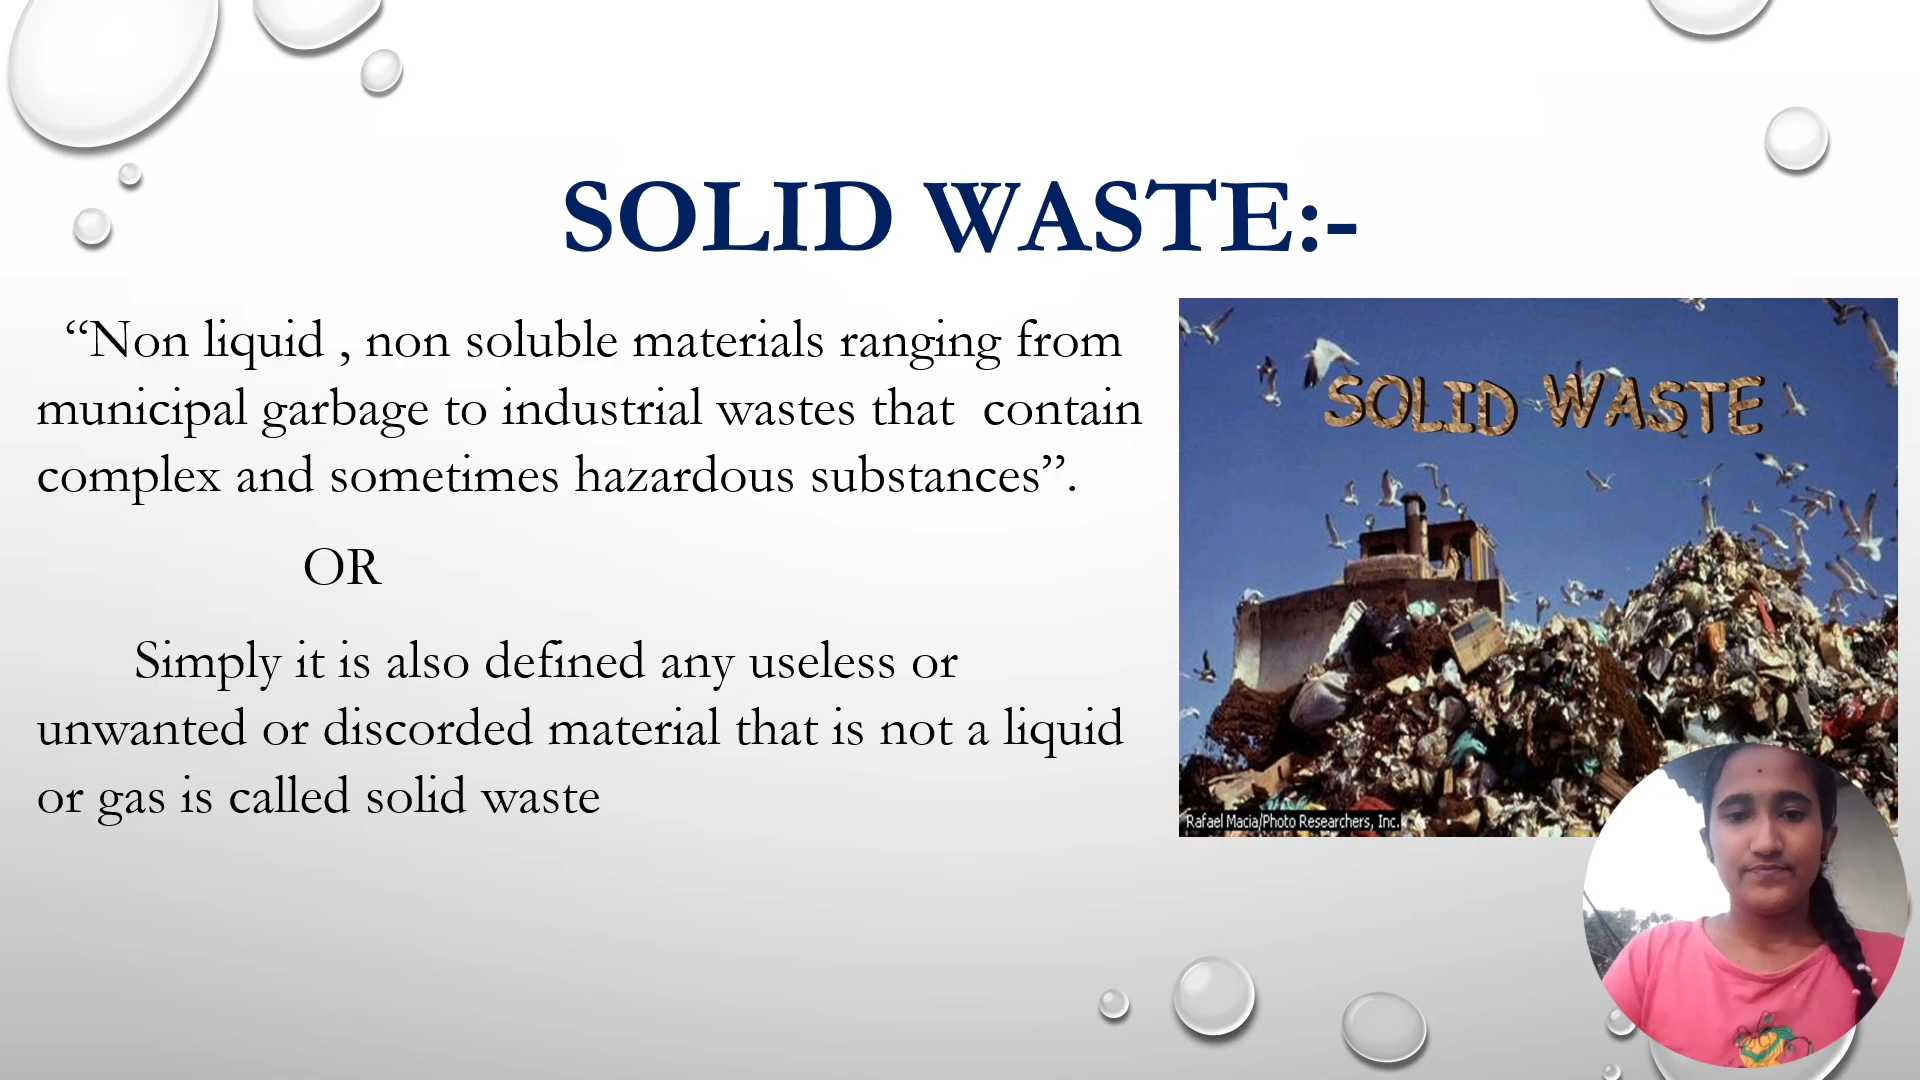 SOLID WASTE:-
“Non liquid , non soluble materials ranging from
municipal garbage to industrial wastes that contain
complex and sometimes hazardous substances”.
OR
Simply it is also defined any useless or
unwanted or discorded material that is not a liquid
or gas is called solid waste
SOLID WASTE
Rafael Macia/Photo Researchers, Inc.